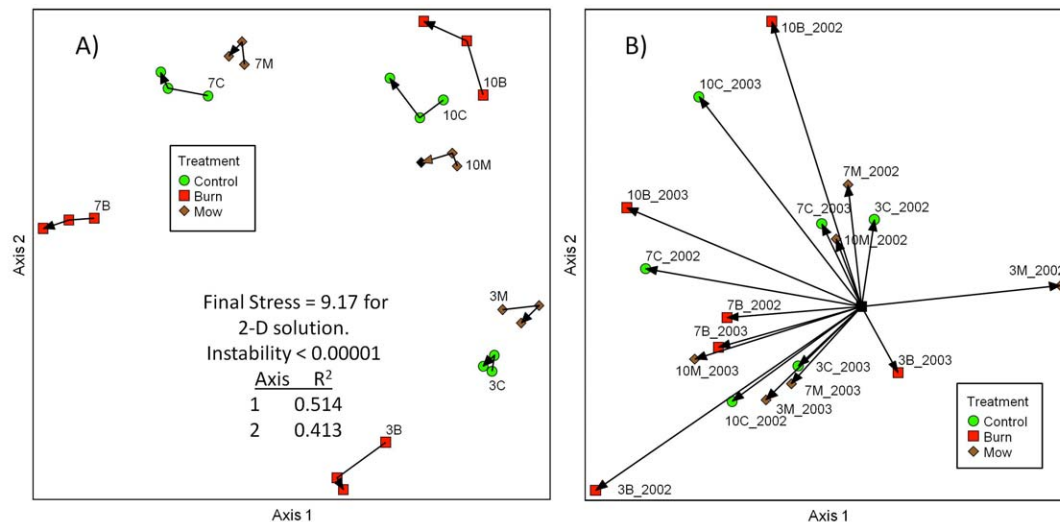 A)
7M
7C
10B
10C
10M
Treatment
Control
Burn
Mow
7B
Final Stress = 9.17 for
2-D solution.
Instability < 0.00001
Axis R²
1 0.514
2 0.413
3M
3C
3B
Axis 2
Axis 1
B)
10B_2002
10C_2003
7M_2002
10B_2003
7C_2003
3C_2002
10M_2002
7C_2002
3M_2002
7B_2002
7B_2003
10M_2003
3C_2003
3B_2003
7M_2003
3M_2003
10C_2002
3B_2002
Treatment
Control
Burn
Mow
Axis 2
Axis 1